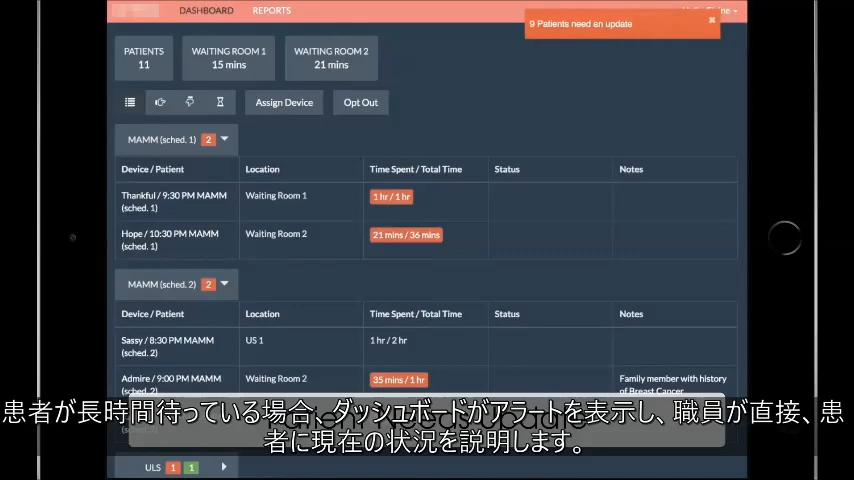 DASHBOARD REPORTS
9 Patients need an update
PATIENTS
11
WAITING ROOM 1
15 mins
WAITING ROOM 2
21 mins
Assign Device
Opt Out
MAMM (sched. 1) 2
Device / Patient Location Time Spent / Total Time Status Notes
Thankful / 9:30 PM MAMM Waiting Room 1 1 hr / 1 hr
(sched. 1)
Hope / 10:30 PM MAMM Waiting Room 2 21 mins / 36 mins
(sched. 1)
MAMM (sched. 2) 2
Device / Patient Location Time Spent / Total Time Status Notes
Sassy / 8:30 PM MAMM US 1 1 hr / 2 hr
(sched. 2)
Admire / 9:00 PM MAMM Waiting Room 2 35 mins / 1 hr Family member with history
(sched. 2) of Breast Cancer
Patient Needs Update
患者が長時間待っている場合、ダッシュボードがアラートを表示し、職員が直接、患
者に現在の状況を説明します。
ULS 1 1